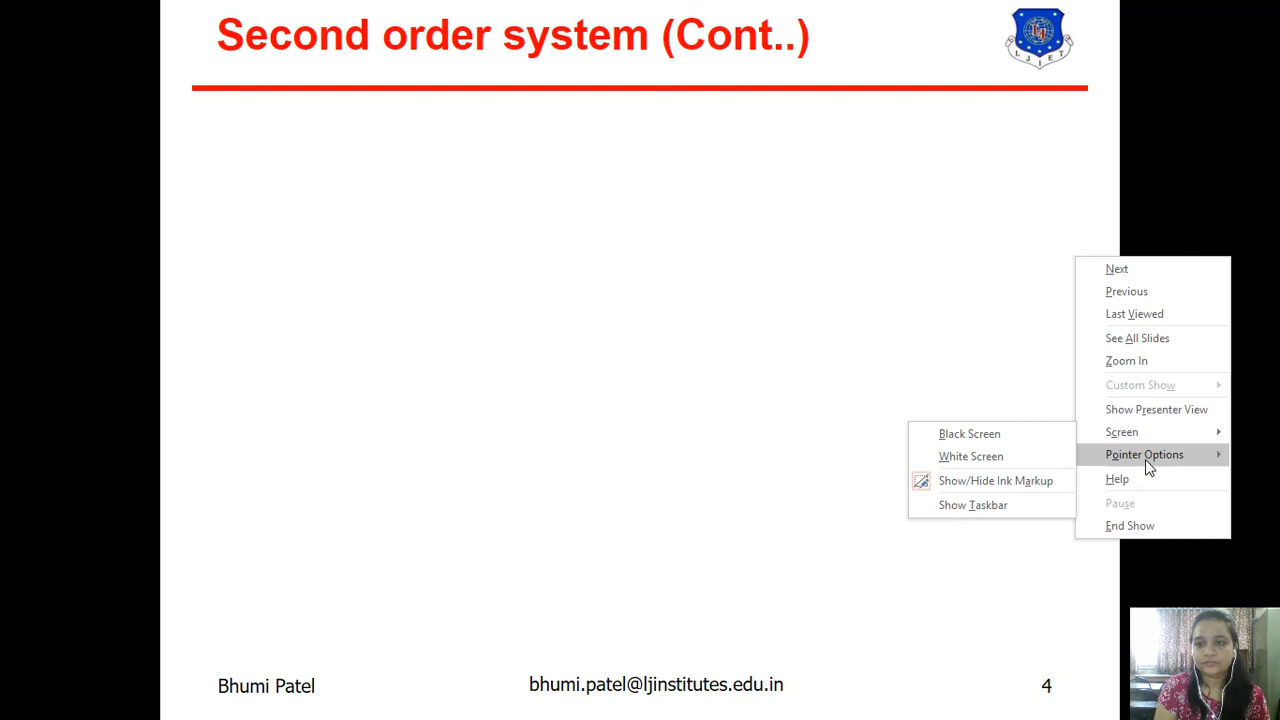 Second order system (Cont..)
L J I E T
Next
Previous
Last Viewed
See All Slides
Zoom In
Custom Show
Show Presenter View
Screen
Pointer Options
Help
Pause
End Show
Black Screen
White Screen
Show/Hide Ink Markup
Show Taskbar
Bhumi Patel
bhumi.patel@ljinstitutes.edu.in
4